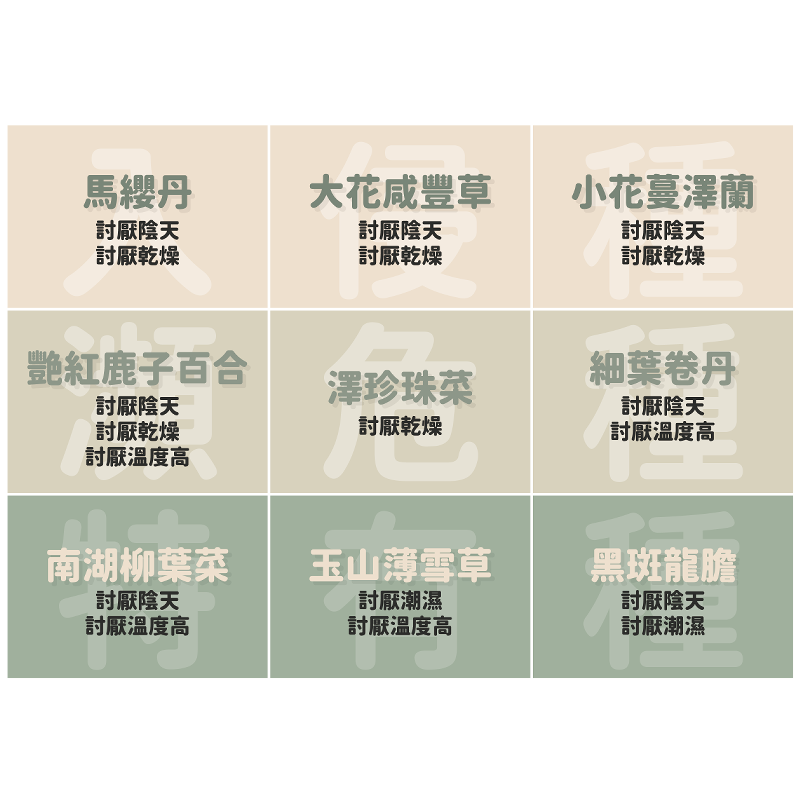 入侵種
馬纓丹
討厭陰天
討厭乾燥
大花咸豐草
討厭陰天
討厭乾燥
小花蔓澤蘭
討厭陰天
討厭乾燥
瀕危種
艷紅鹿子百合
討厭陰天
討厭乾燥
討厭溫度高
澤珍珠菜
討厭乾燥
細葉卷丹
討厭陰天
討厭溫度高
特有種
南湖柳葉菜
討厭陰天
討厭溫度高
玉山薄雪草
討厭潮濕
討厭溫度高
黑斑龍膽
討厭陰天
討厭潮濕